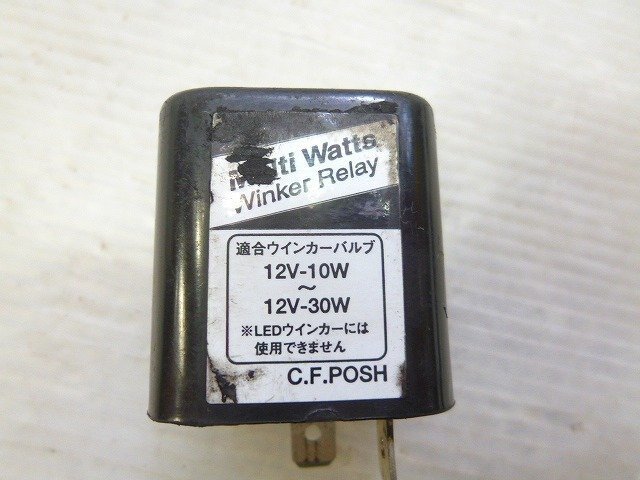 Multi Watts
Winker Relay
適合ウインカーバルブ
12V-10W
～
12V-30W
※LEDウインカーには
使用できません
C.F.POSH